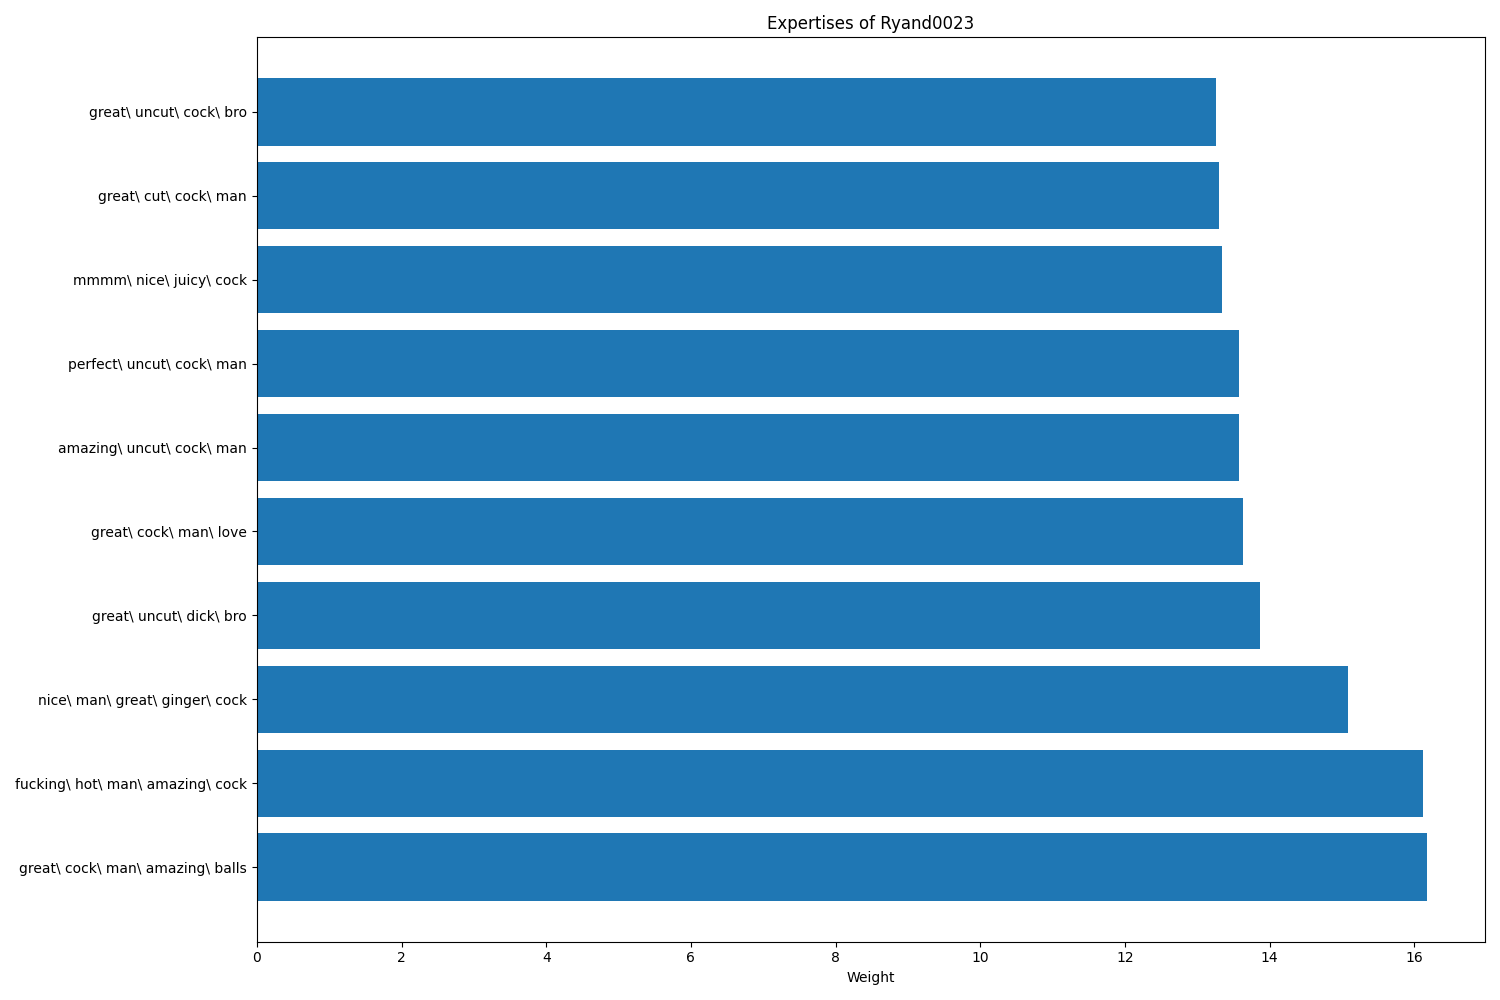 Expertises of Ryand0023
great\ uncut\ cock\ bro
great\ cut\ cock\ man
mmmm\ nice\ juicy\ cock
perfect\ uncut\ cock\ man
amazing\ uncut\ cock\ man
great\ cock\ man\ love
great\ uncut\ dick\ bro
nice\ man\ great\ ginger\ cock
fucking\ hot\ man\ amazing\ cock
great\ cock\ man\ amazing\ balls
0 2 4 6 8 10 12 14 16
Weight